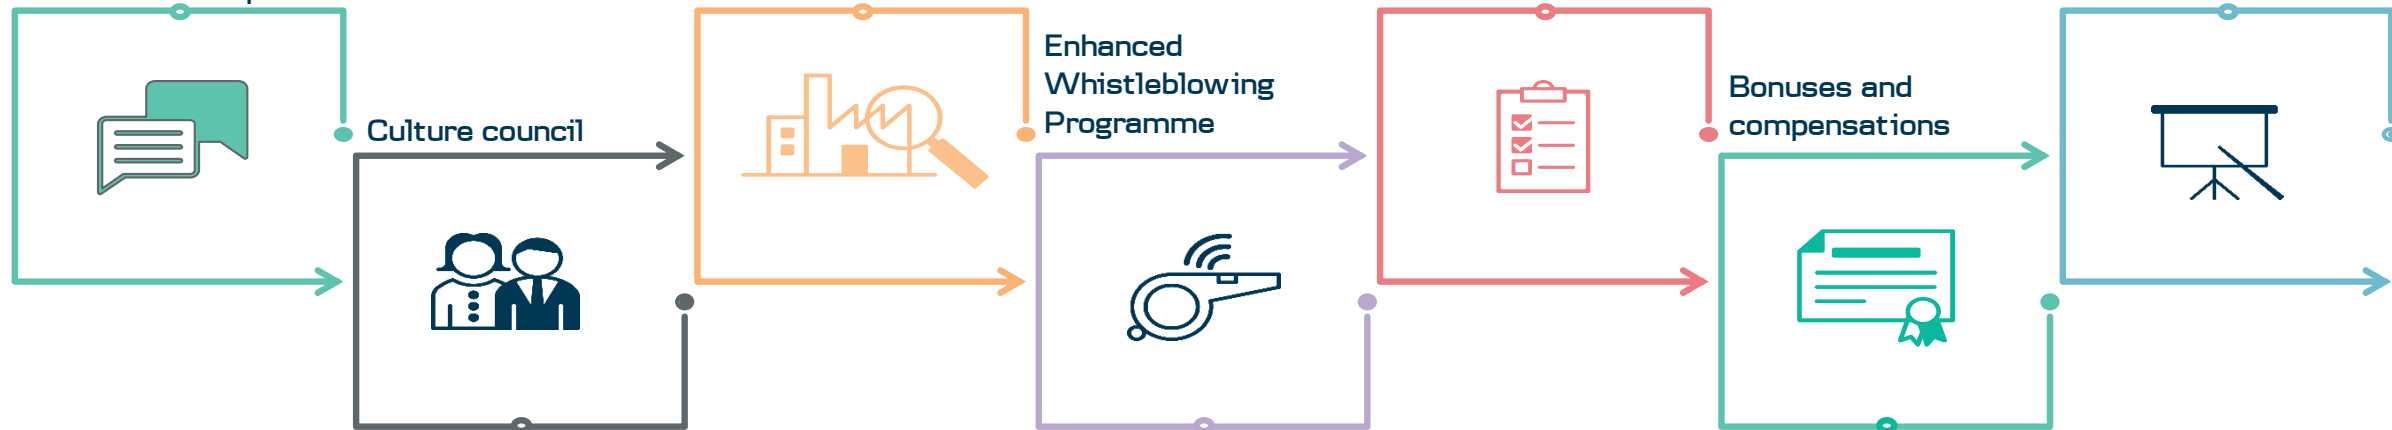 Culture council
Enhanced
Whistleblowing
Programme
Bonuses and
compensations